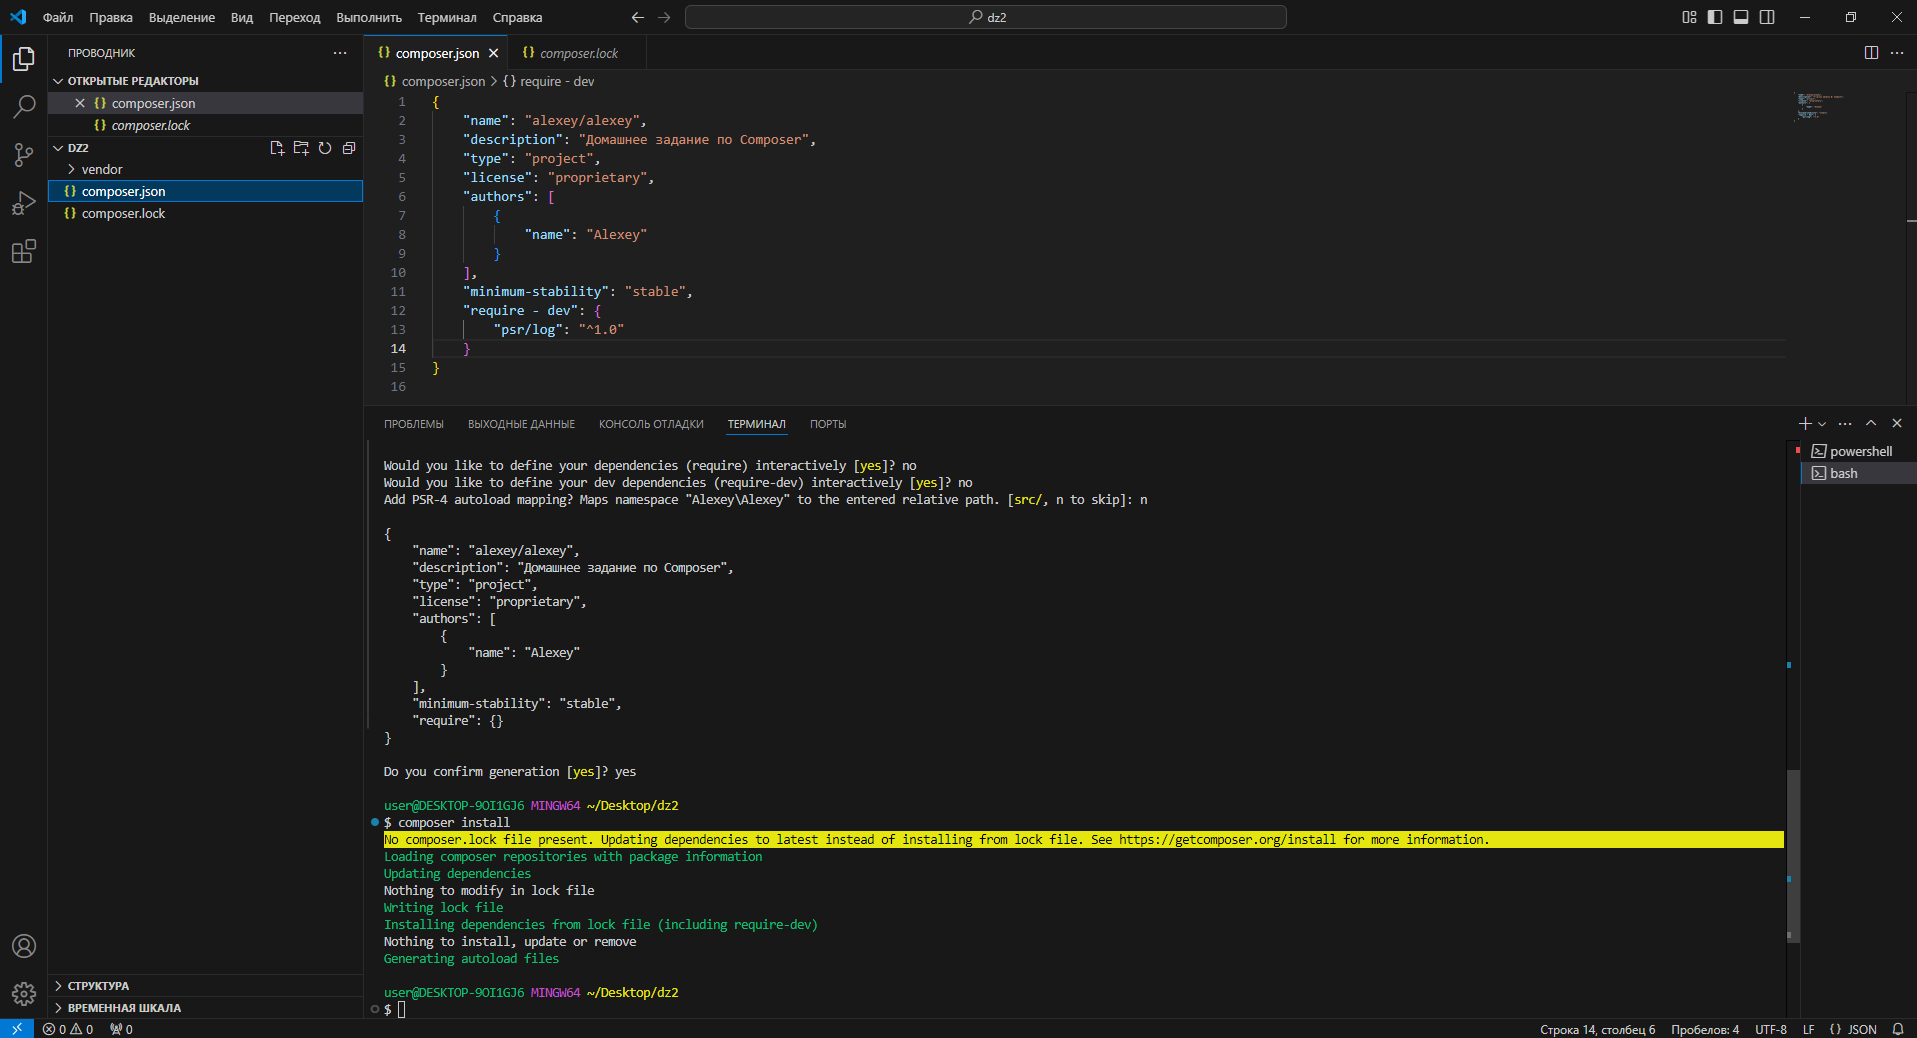 Файл Правка Выделение Вид Переход Выполнить Терминал Справка
dz2
ПРОВОДНИК
ОТКРЫТЫЕ РЕДАКТОРЫ
composer.json
composer.lock
DZ2
vendor
composer.json
composer.lock
СТРУКТУРА
ВРЕМЕННАЯ ШКАЛА
composer.json composer.lock
{} composer.json > {} require - dev
1 {
2 "name": "alexey/alexey",
3 "description": "Домашнее задание по Composer",
4 "type": "project",
5 "license": "proprietary",
6 "authors": [
7 {
8 "name": "Alexey"
9 }
10 ],
11 "minimum-stability": "stable",
12 "require - dev": {
13 "psr/log": "^1.0"
14 }
15 }
16
ПРОБЛЕМЫ ВЫХОДНЫЕ ДАННЫЕ КОНСОЛЬ ОТЛАДКИ ТЕРМИНАЛ ПОРТЫ
powershell
bash
Would you like to define your dependencies (require) interactively [yes]? no
Would you like to define your dev dependencies (require-dev) interactively [yes]? no
Add PSR-4 autoload mapping? Maps namespace "Alexey\Alexey" to the entered relative path. [src/, n to skip]: n
{
"name": "alexey/alexey",
"description": "Домашнее задание по Composer",
"type": "project",
"license": "proprietary",
"authors": [
{
"name": "Alexey"
}
],
"minimum-stability": "stable",
"require": {}
}
Do you confirm generation [yes]? yes
user@DESKTOP-9OI1GJ6 MINGW64 ~/Desktop/dz2
$ composer install
No composer.lock file present. Updating dependencies to latest instead of installing from lock file. See https://getcomposer.org/install for more information.
Loading composer repositories with package information
Updating dependencies
Nothing to modify in lock file
Writing lock file
Installing dependencies from lock file (including require-dev)
Nothing to install, update or remove
Generating autoload files
user@DESKTOP-9OI1GJ6 MINGW64 ~/Desktop/dz2
$
0 0 0 Строка 14, столбец 6 Пробелов: 4 UTF-8 LF {} JSON